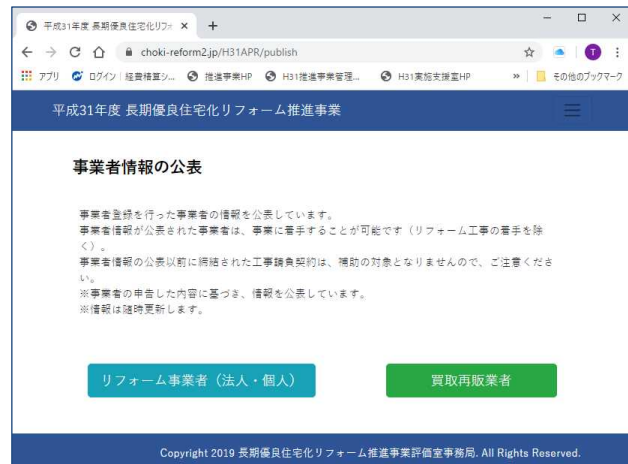 平成31年度 長期優良住宅化リフォ
choki-reform2.jp/H31APR/publish
アプリ ログイン | 経費精算シ... 推進事業HP H31推進事業管理... H31実施支援室HP » その他のブックマーク
平成31年度 長期優良住宅化リフォーム推進事業
事業者情報の公表
事業者登録を行った事業者の情報を公表しています。
事業者情報が公表された事業者は、事業に着手することが可能です（リフォーム工事の着手を除
く）。
事業者情報の公表以前に締結された工事請負契約は、補助の対象となりませんので、ご注意くださ
い。
※事業者の申告した内容に基づき、情報を公表しています。
※情報は随時更新します。
リフォーム事業者（法人・個人） 買取再販業者
Copyright 2019 長期優良住宅化リフォーム推進事業評価室事務局. All Rights Reserved.